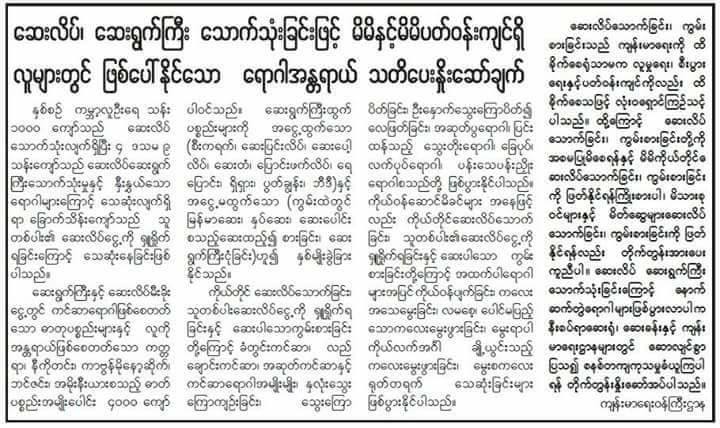 ဆေးလိပ်၊ ဆေးရွက်ကြီး သောက်သုံးခြင်းဖြင့် မိမိနှင့်မိမိပတ်ဝန်းကျင်ရှိ
လူများတွင် ဖြစ်ပေါ်နိုင်သော ရောဂါအန္တရာယ် သတိပေးနှိုးဆော်ချက်
နှစ်စဉ် ကမ္ဘာ့လူဦးရေ သန်း
၁၀၀၀ ကျော်သည် ဆေးလိပ်
သောက်သုံးလျက်ရှိပြီး ၄ ဒသမ ၉
သန်းကျော်သည် ဆေးလိပ်ဆေးရွက်
ကြီးသောက်သုံးမှုနှင့် နှီးနွှယ်သော
ရောဂါများကြောင့် သေဆုံးလျက်ရှိ
ရာ ခြောက်သိန်းကျော်သည် သူ
တစ်ပါး၏ ဆေးလိပ်ငွေ့ကို ရှူရှိုက်
ရခြင်းကြောင့် သေဆုံးနေခြင်းဖြစ်
ပါသည်။
ဆေးရွက်ကြီးနှင့် ဆေးလိပ်မီးခိုး
ငွေ့တွင် ကင်ဆာရောဂါဖြစ်စေတတ်
သော ဓာတုပစ္စည်းများနှင့် လူကို
အန္တရာယ်ဖြစ်စေတတ်သော ကတ္တ
ရာ၊ နီကိုတင်း၊ ကာဗွန်မိုနော့ဆိုက်၊
ဘင်ဇင်း၊ အမိုးနီးယားစသည့် ဓာတ်
ပစ္စည်းအမျိုးပေါင်း ၄၀၀၀ ကျော်
ပါဝင်သည်။ ဆေးရွက်ကြီးထွက်
ပစ္စည်းများကို အငွေ့ထွက်သော
(စီးကရက်၊ ဆေးပြင်းလိပ်၊ ဆေးပေါ့
လိပ်၊ ဆေးတံ၊ ပြောင်းဖက်လိပ်၊ ရေ
ပြောင်း၊ ရှီရှား၊ ပွတ်ချွန်း၊ ဘီဒီ)နှင့်
အငွေ့မထွက်သော (ကွမ်းထဲတွင်
မြန်မာဆေး၊ နှပ်ဆေး၊ ဆေးပေါင်း
စသည့်ဆေးထည့်၍ စားခြင်း၊ ဆေး
ရွက်ကြီးငုံခြင်း)ဟူ၍ နှစ်မျိုးခွဲခြား
နိုင်သည်။
ကိုယ်တိုင် ဆေးလိပ်သောက်ခြင်း၊
သူတစ်ပါး၏ဆေးလိပ်ငွေ့ကို ရှူရှိုက်ရ
ခြင်းနှင့် ဆေးပါသောကွမ်းစားခြင်း
တို့ကြောင့် ခံတွင်းကင်ဆာ၊ လည်
ချောင်းကင်ဆာ၊ အဆုတ်ကင်ဆာနှင့်
ကင်ဆာရောဂါအမျိုးမျိုး၊ နှလုံးသွေး
ကြောကျဉ်းခြင်း၊ သွေးကြော
ပိတ်ခြင်း၊ ဦးနှောက်သွေးကြောပိတ်၍
လေဖြတ်ခြင်း၊ အဆုတ်ပွရောဂါ၊ ပြင်း
ထန်သည့် သွေးတိုးရောဂါ၊ ခြေပုပ်
လက်ပုပ်ရောဂါ၊ ပန်းသေပန်းညှိုး
ရောဂါစသည်တို့ ဖြစ်ပွားနိုင်ပါသည်။
ကိုယ်ဝန်ဆောင်မိခင်များ အနေဖြင့်
လည်း ကိုယ်တိုင်ဆေးလိပ်သောက်
ခြင်း၊ သူတစ်ပါး၏ဆေးလိပ်ငွေ့ကို
ရှူရှိုက်ရခြင်းနှင့် ဆေးပါသော ကွမ်း
စားခြင်းတို့ကြောင့် အထက်ပါရောဂါ
များအပြင် ကိုယ်ဝန်ပျက်ခြင်း၊ ကလေး
အသေမွေးခြင်း၊ လမစေ့၊ ပေါင်မပြည့်
သောကလေးမွေးဖွားခြင်း၊ မွေးရာပါ
ကိုယ်လက်အင်္ဂါ ချို့ယွင်းသည့်
ကလေးမွေးဖွားခြင်း၊ မွေးစကလေး
ရုတ်တရက် သေဆုံးခြင်းများ
ဖြစ်ပွားနိုင်ပါသည်။
ဆေးလိပ်သောက်ခြင်း၊ ကွမ်း
စားခြင်းသည် ကျန်းမာရေးကို ထိ
ခိုက်စေရုံသာမက လူမှုရေး၊ စီးပွား
ရေးနှင့်ပတ်ဝန်းကျင်ကိုလည်း ထိ
ခိုက်စေသဖြင့် လုံးဝရှောင်ကြဉ်သင့်
ပါသည်။ ထို့ကြောင့် ဆေးလိပ်
သောက်ခြင်း၊ ကွမ်းစားခြင်းတို့ကို
အစမပြုမိစေရန်နှင့် မိမိကိုယ်တိုင်ဝင်
ဆေးလိပ်သောက်ခြင်း၊ ကွမ်းစားခြင်း
ကို ဖြတ်နိုင်ရန်ကြိုးစားပါ၊ မိသားစု
ဝင်များနှင့် မိတ်ဆွေများဆေးလိပ်
သောက်ခြင်း၊ ကွမ်းစားခြင်းကို ဖြတ်
နိုင်ရန်လည်း တိုက်တွန်းအားပေး
ကူညီပါ။ ဆေးလိပ် ဆေးရွက်ကြီး
သောက်သုံးခြင်းကြောင့် နောက်
ဆက်တွဲရောဂါများဖြစ်ပွားလာပါက
နီးစပ်ရာဆေးရုံ၊ ဆေးခန်းနှင့် ကျန်း
မာရေးဌာနများတွင် ဆောလျင်စွာ
ပြသ၍ စနစ်တကျကုသမှုခံယူကြပါ
ရန် တိုက်တွန်းနှိုးဆော်အပ်ပါသည်။
ကျန်းမာရေးဝန်ကြီးဌာန